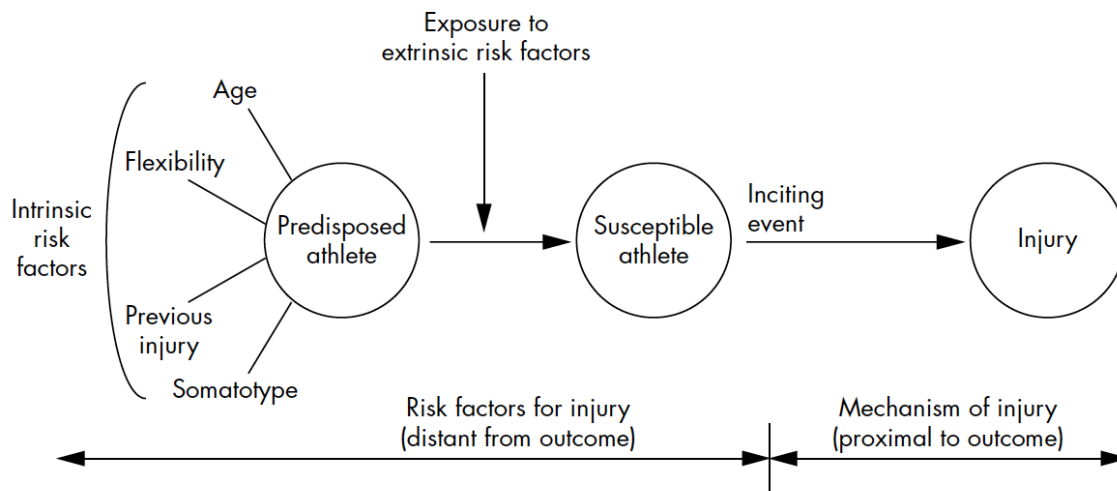 Exposure to
extrinsic risk factors
Age
Flexibility
Intrinsic
risk
factors
Previous
injury
Somatotype
Predisposed
athlete
Susceptible
athlete
Inciting
event
Injury
Risk factors for injury
(distant from outcome)
Mechanism of injury
(proximal to outcome)